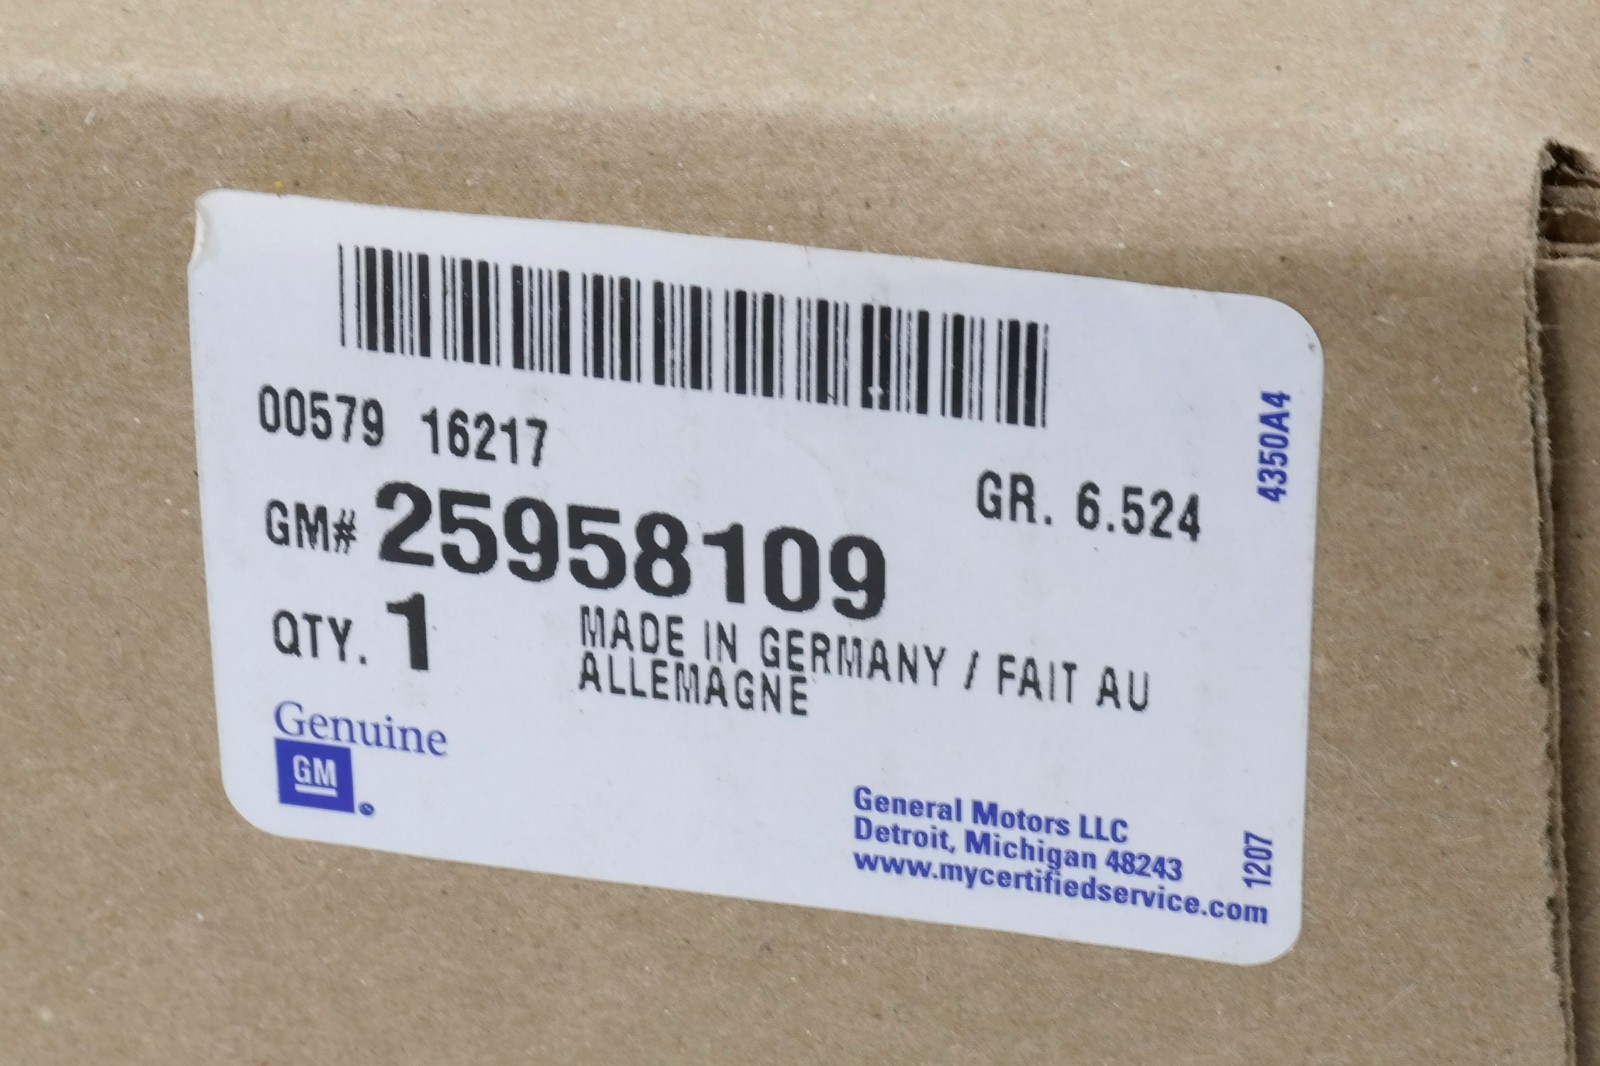 00579 16217
GR. 6.524
GM# 25958109
QTY. 1
MADE IN GERMANY / FAIT AU
ALLEMAGNE
Genuine
GM
General Motors LLC
Detroit, Michigan 48243
www.mycertifiedservice.com
4350A4
1207